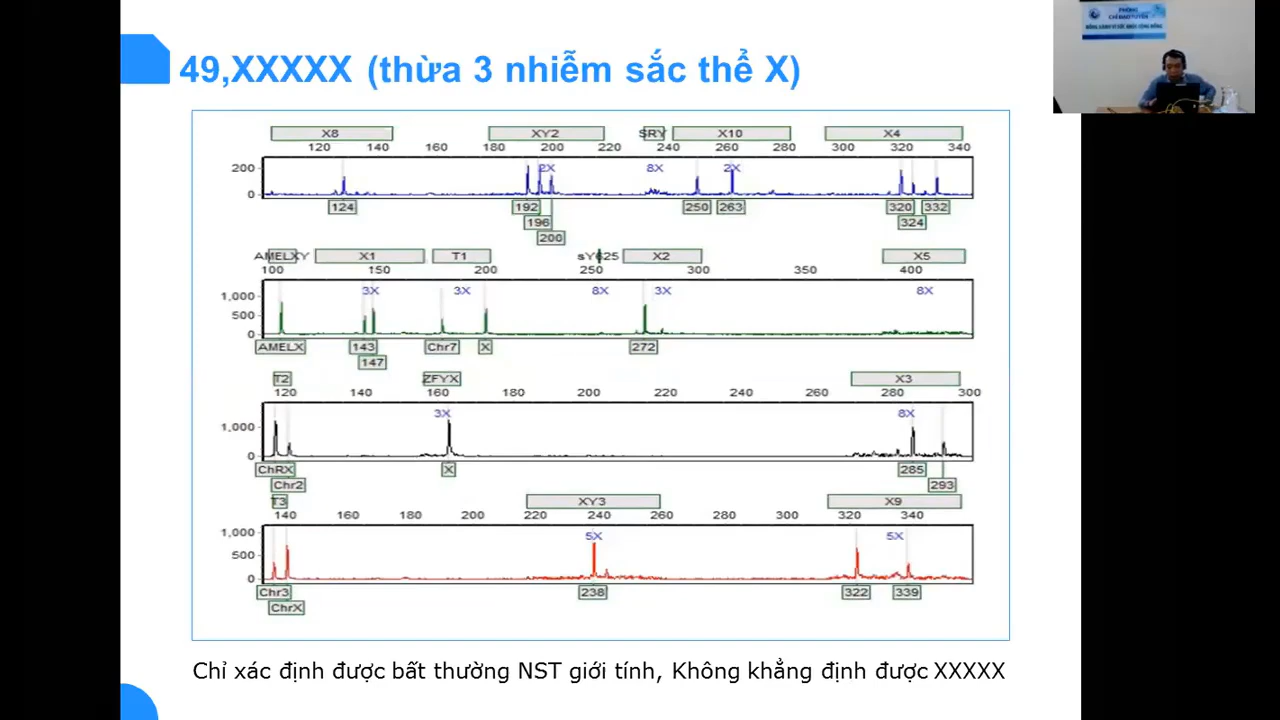 PHÒNG
CHỈ ĐẠO TUYẾN
49,XXXXX (thừa 3 nhiễm sắc thể X)
X8 XY2 SRY X10 X4
120 140 160 180 200 220 240 260 280 300 320 340
2X 8X 2X
200
0
124 192 250 263 320 332
196 324
200
AMELXY X1 T1 sY625 X2 X5
100 150 200 250 300 350 400
3X 3X 8X 3X 8X
1,000
500
0
AMELX 143 Chr7 X 272
147
T2 ZFYX X3
120 140 160 180 200 220 240 260 280 300
3X 8X
1,000
0
ChRX X 285
Chr2 293
T3 XY3 X9
140 160 180 200 220 240 260 280 300 320 340
5X 5X
1,000
500
0
Chr3 238 322 339
ChrX
Chỉ xác định được bất thường NST giới tính, Không khẳng định được XXXXX